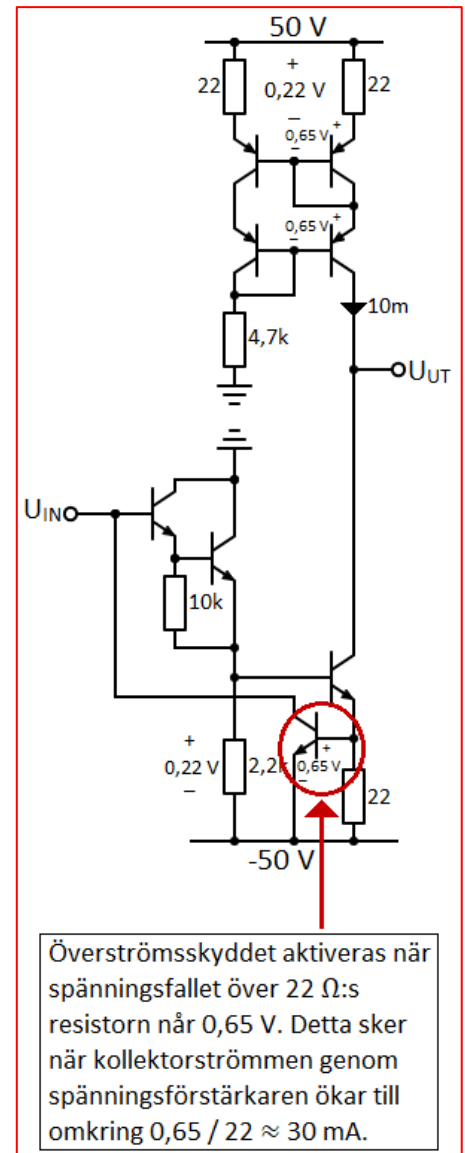 50 V
22
+
0,22 V
−
22
0,65 V
+
−
0,65 V
+
−
10m
4,7k
U_UT
U_IN
10k
+
0,22 V
−
2,2k
+
0,65 V
−
22
-50 V
Överströmsskyddet aktiveras när
spänningsfallet över 22 Ω:s
resistorn når 0,65 V. Detta sker
när kollektorströmmen genom
spänningsförstärkaren ökar till
omkring 0,65 / 22 ≈ 30 mA.